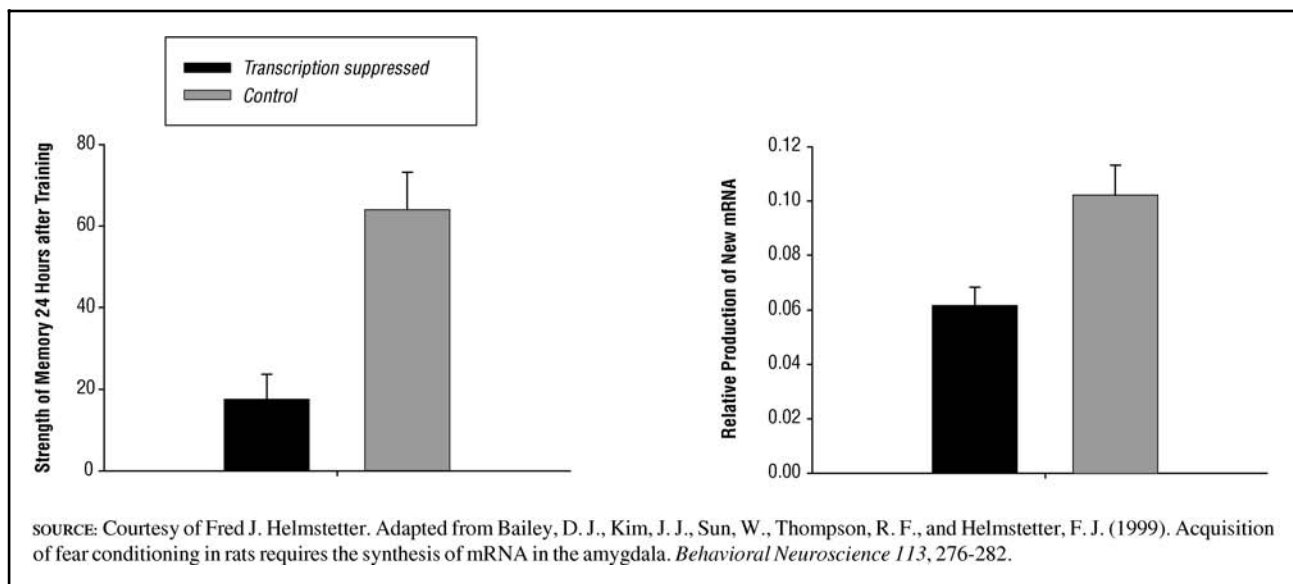 Transcription suppressed
Control
Strength of Memory 24 Hours after Training
80
60
40
20
0
Relative Production of New mRNA
0.12
0.10
0.08
0.06
0.04
0.02
0.00
SOURCE: Courtesy of Fred J. Helmstetter. Adapted from Bailey, D. J., Kim, J. J., Sun, W., Thompson, R. F., and Helmstetter, F. J. (1999). Acquisition
of fear conditioning in rats requires the synthesis of mRNA in the amygdala. Behavioral Neuroscience 113, 276-282.